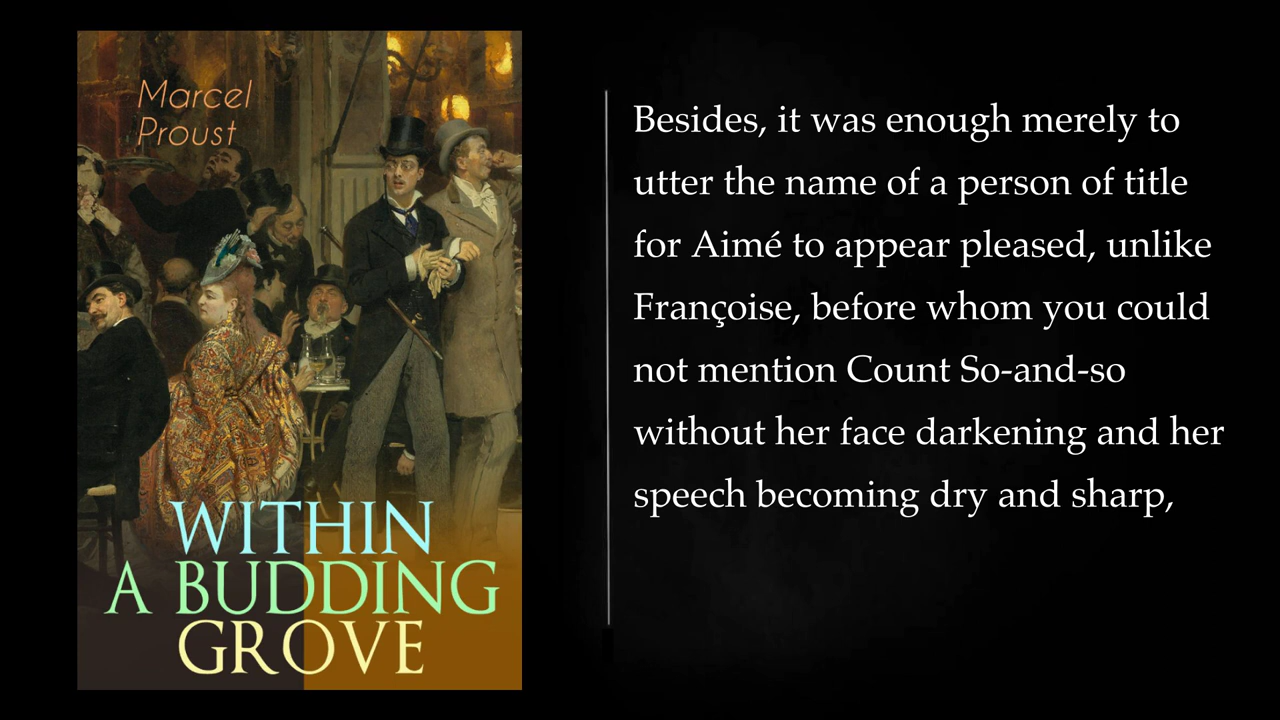 Marcel
Proust
WITHIN
A BUDDING
GROVE
Besides, it was enough merely to
utter the name of a person of title
for Aimé to appear pleased, unlike
Françoise, before whom you could
not mention Count So-and-so
without her face darkening and her
speech becoming dry and sharp,